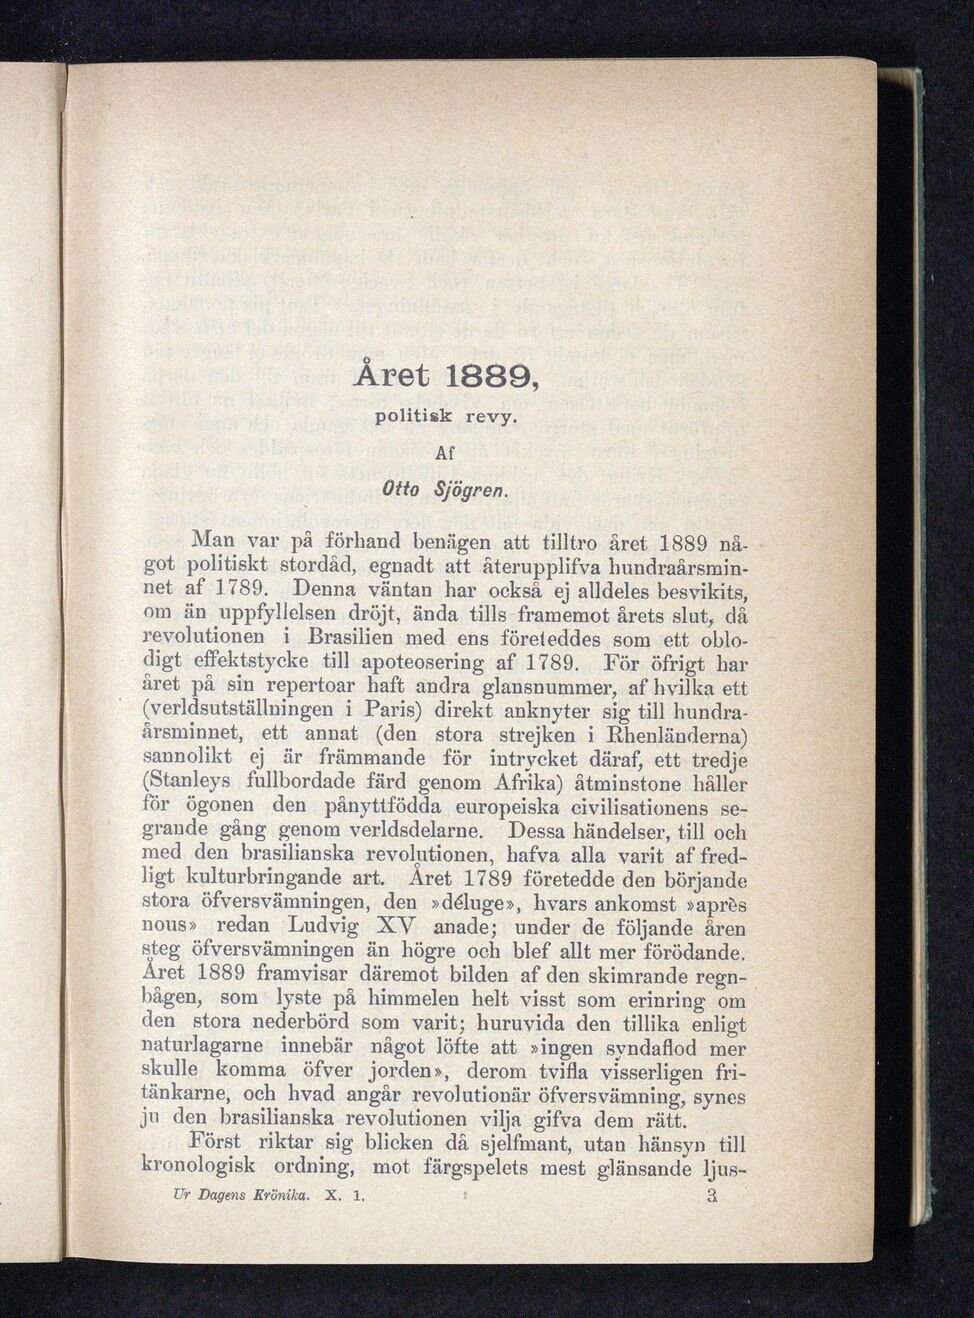 Året 1889,
politisk revy.
Af
Otto Sjögren.
Man var på förhand benägen att tilltro året 1889 nå-
got politiskt stordåd, egnadt att återupplifva hundraårsmin-
net af 1789. Denna väntan har också ej alldeles besvikits,
om än uppfyllelsen dröjt, ända tills framemot årets slut, då
revolutionen i Brasilien med ens företeddes som ett oblo-
digt effektstycke till apoteosering af 1789. För öfrigt har
året på sin repertoar haft andra glansnummer, af hvilka ett
(verldsutställningen i Paris) direkt anknyter sig till hundra-
årsminnet, ett annat (den stora strejken i Rhenländerna)
sannolikt ej är främmande för intrycket däraf, ett tredje
(Stanleys fullbordade färd genom Afrika) åtminstone håller
för ögonen den pånyttfödda europeiska civilisationens se-
grande gång genom verldsdelarne. Dessa händelser, till och
med den brasilianska revolutionen, hafva alla varit af fred-
ligt kulturbringande art. Året 1789 företedde den började
stora öfversvämningen, den »déluge», hvars ankomst »après
nous» redan Ludvig XV anade; under de följande åren
steg öfversvämningen än högre och blef allt mer förödande.
Året 1889 framvisar däremot bilden af den skimrande regn-
bågen, som lyste på himmelen helt visst som erinring om
den stora nederbörd som varit; huruvida den tillika enligt
naturlagarne innebär något löfte att »ingen syndaflod mer
skulle komma öfver jorden», derom tvifla visserligen fri-
tänkarne, och hvad angår revolutionär öfversvämning, synes
ju den brasilianska revolutionen vilja gifva dem rätt.
Först riktar sig blicken då sjelfmant, utan hänsyn till
kronologisk ordning, mot färgspelets mest glänsande ljus-
Ur Dagens Krönika. X. 1. 3